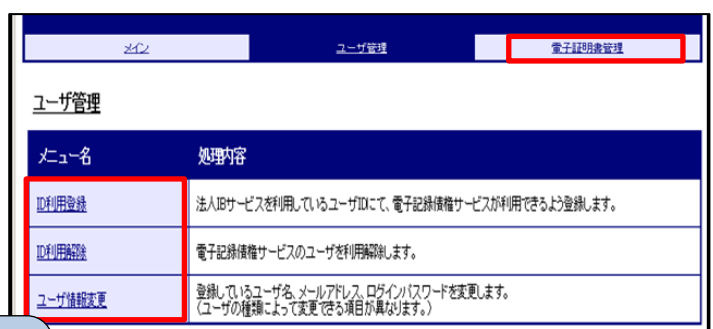 メイン ユーザ管理 電子証明書管理
ユーザ管理
メニュー名 処理内容
ID利用登録 法人IBサービスを利用しているユーザIDにて、電子記録債権サービスが利用できるよう登録します。
ID利用解除 電子記録債権サービスのユーザを利用解除します。
ユーザ情報変更 登録しているユーザ名、メールアドレス、ログインパスワードを変更します。
（ユーザの種類によって変更できる項目が異なります。）